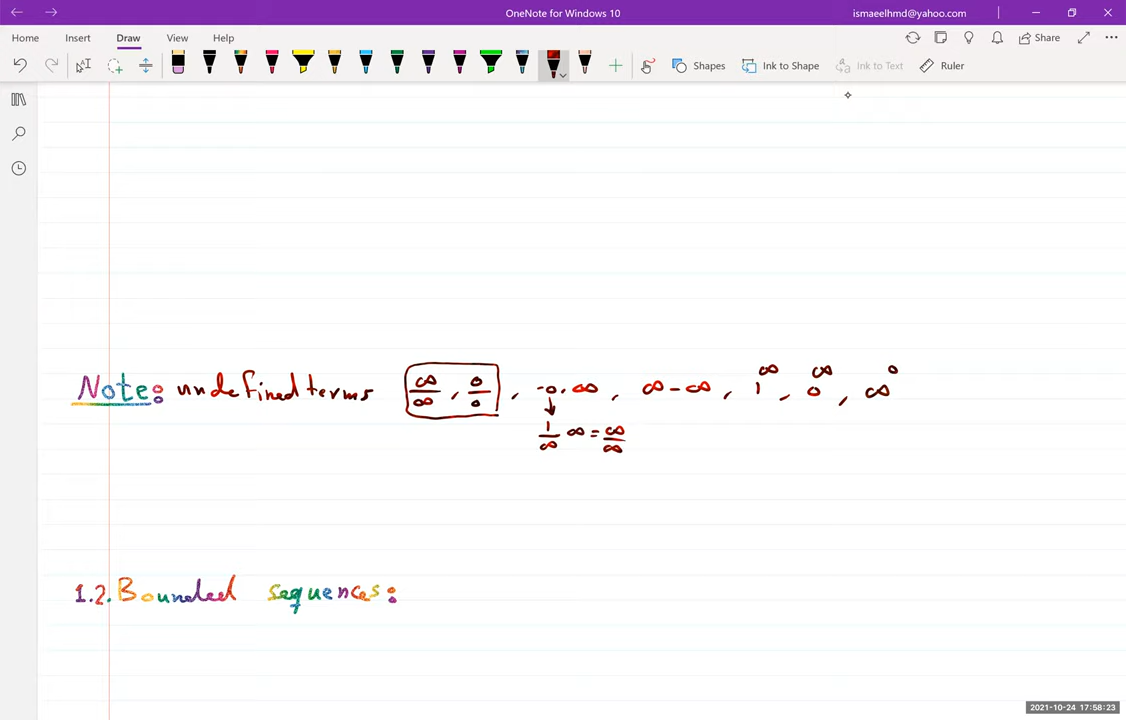 OneNote for Windows 10
ismaeelhmd@yahoo.com
Home Insert Draw View Help
Share
Shapes Ink to Shape Ink to Text Ruler
Note: undefined terms ∞/∞ , 0/0 , -0.∞ , ∞-∞ , 1^∞ , 0^∞ , ∞^0
1/∞ ∞ = ∞/∞
1.2. Bounded sequences:
2021-10-24 17:58:23